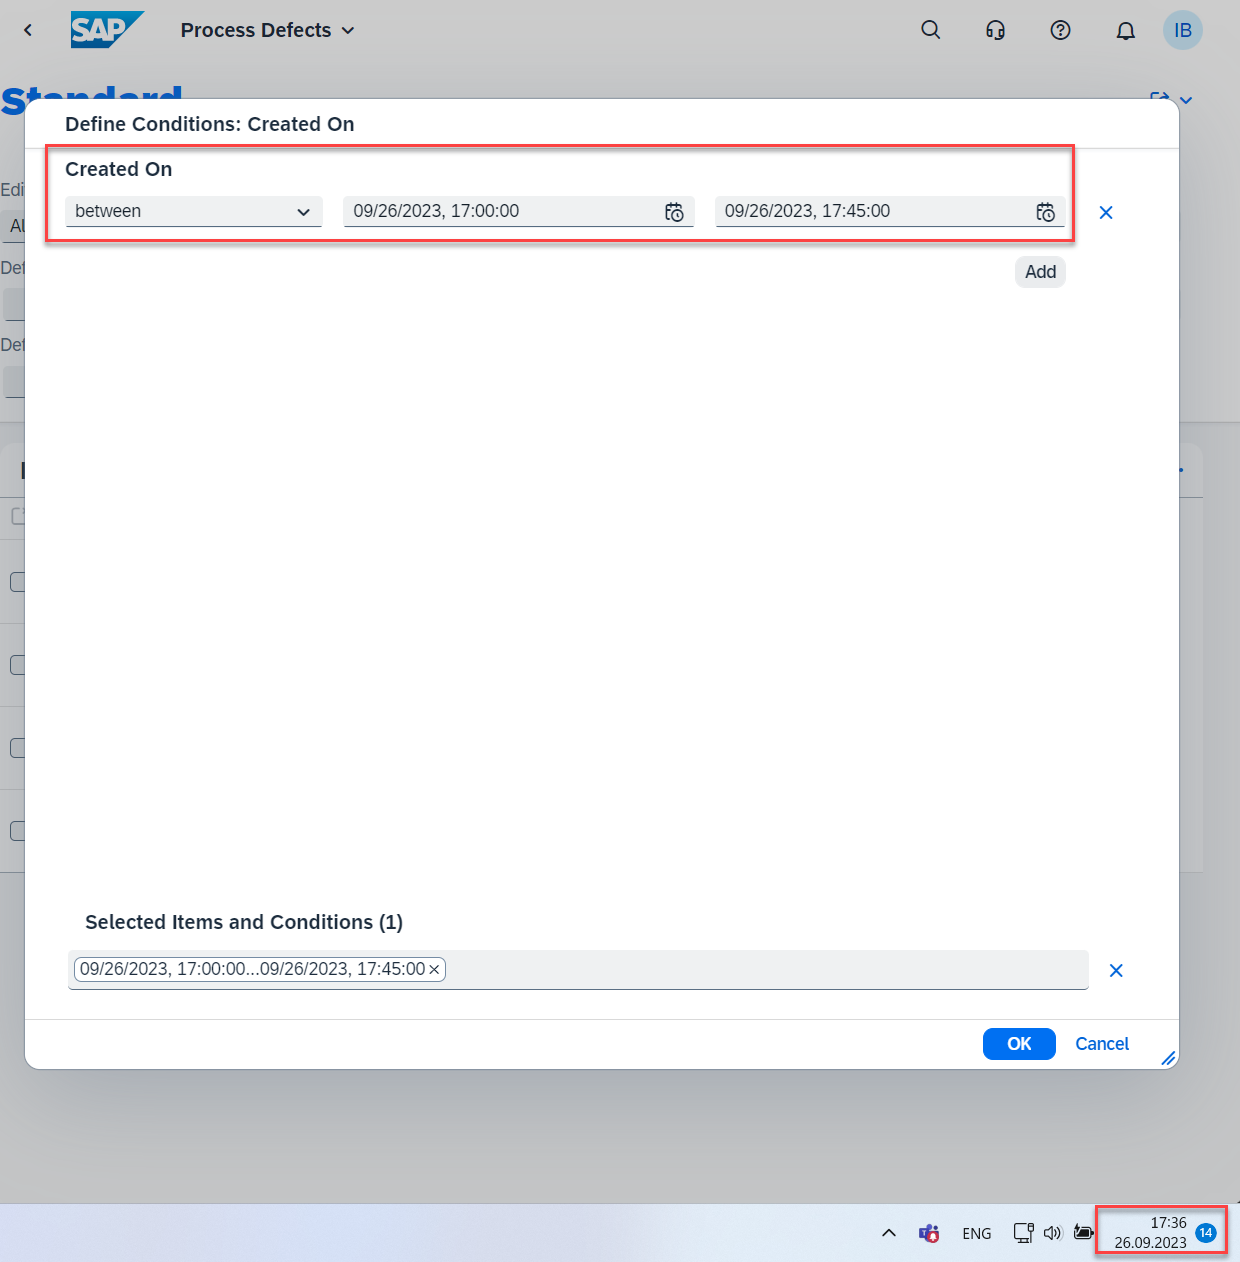 SAP Process Defects IB
Standard
Define Conditions: Created On
Created On
Edi
between 09/26/2023, 17:00:00 09/26/2023, 17:45:00
Al
Def
Add
Def
Selected Items and Conditions (1)
09/26/2023, 17:00:00...09/26/2023, 17:45:00
OK Cancel
17:36
ENG 14
26.09.2023